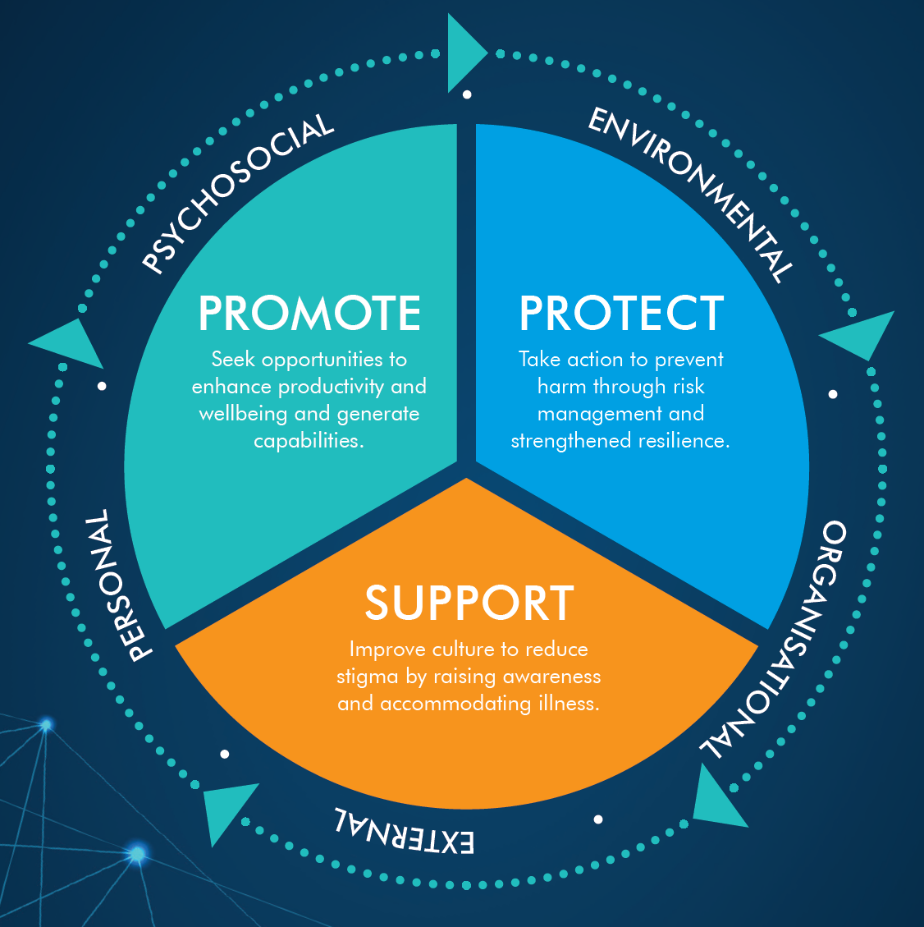 PSYCHOSOCIAL
ENVIRONMENTAL
PROMOTE
Seek opportunities to
enhance productivity and
wellbeing and generate
capabilities.
PROTECT
Take action to prevent
harm through risk
management and
strengthened resilience.
PERSONAL
ORGANISATIONAL
SUPPORT
Improve culture to reduce
stigma by raising awareness
and accommodating illness.
EXTERNAL